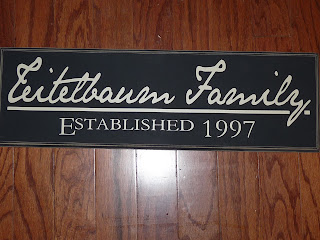 Teitelbaum Family.
ESTABLISHED 1997